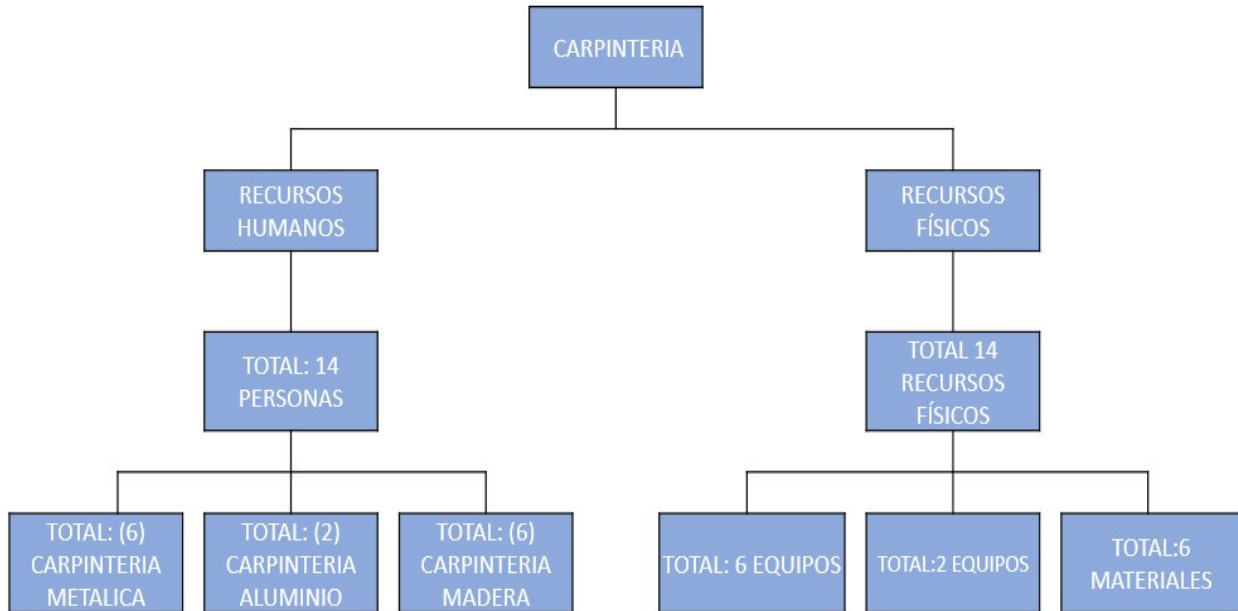 CARPINTERIA
RECURSOS
HUMANOS
RECURSOS
FÍSICOS
TOTAL: 14
PERSONAS
TOTAL 14
RECURSOS
FÍSICOS
TOTAL: (6)
CARPINTERIA
METALICA
TOTAL: (2)
CARPINTERIA
ALUMINIO
TOTAL: (6)
CARPINTERIA
MADERA
TOTAL: 6 EQUIPOS
TOTAL:2 EQUIPOS
TOTAL:6
MATERIALES